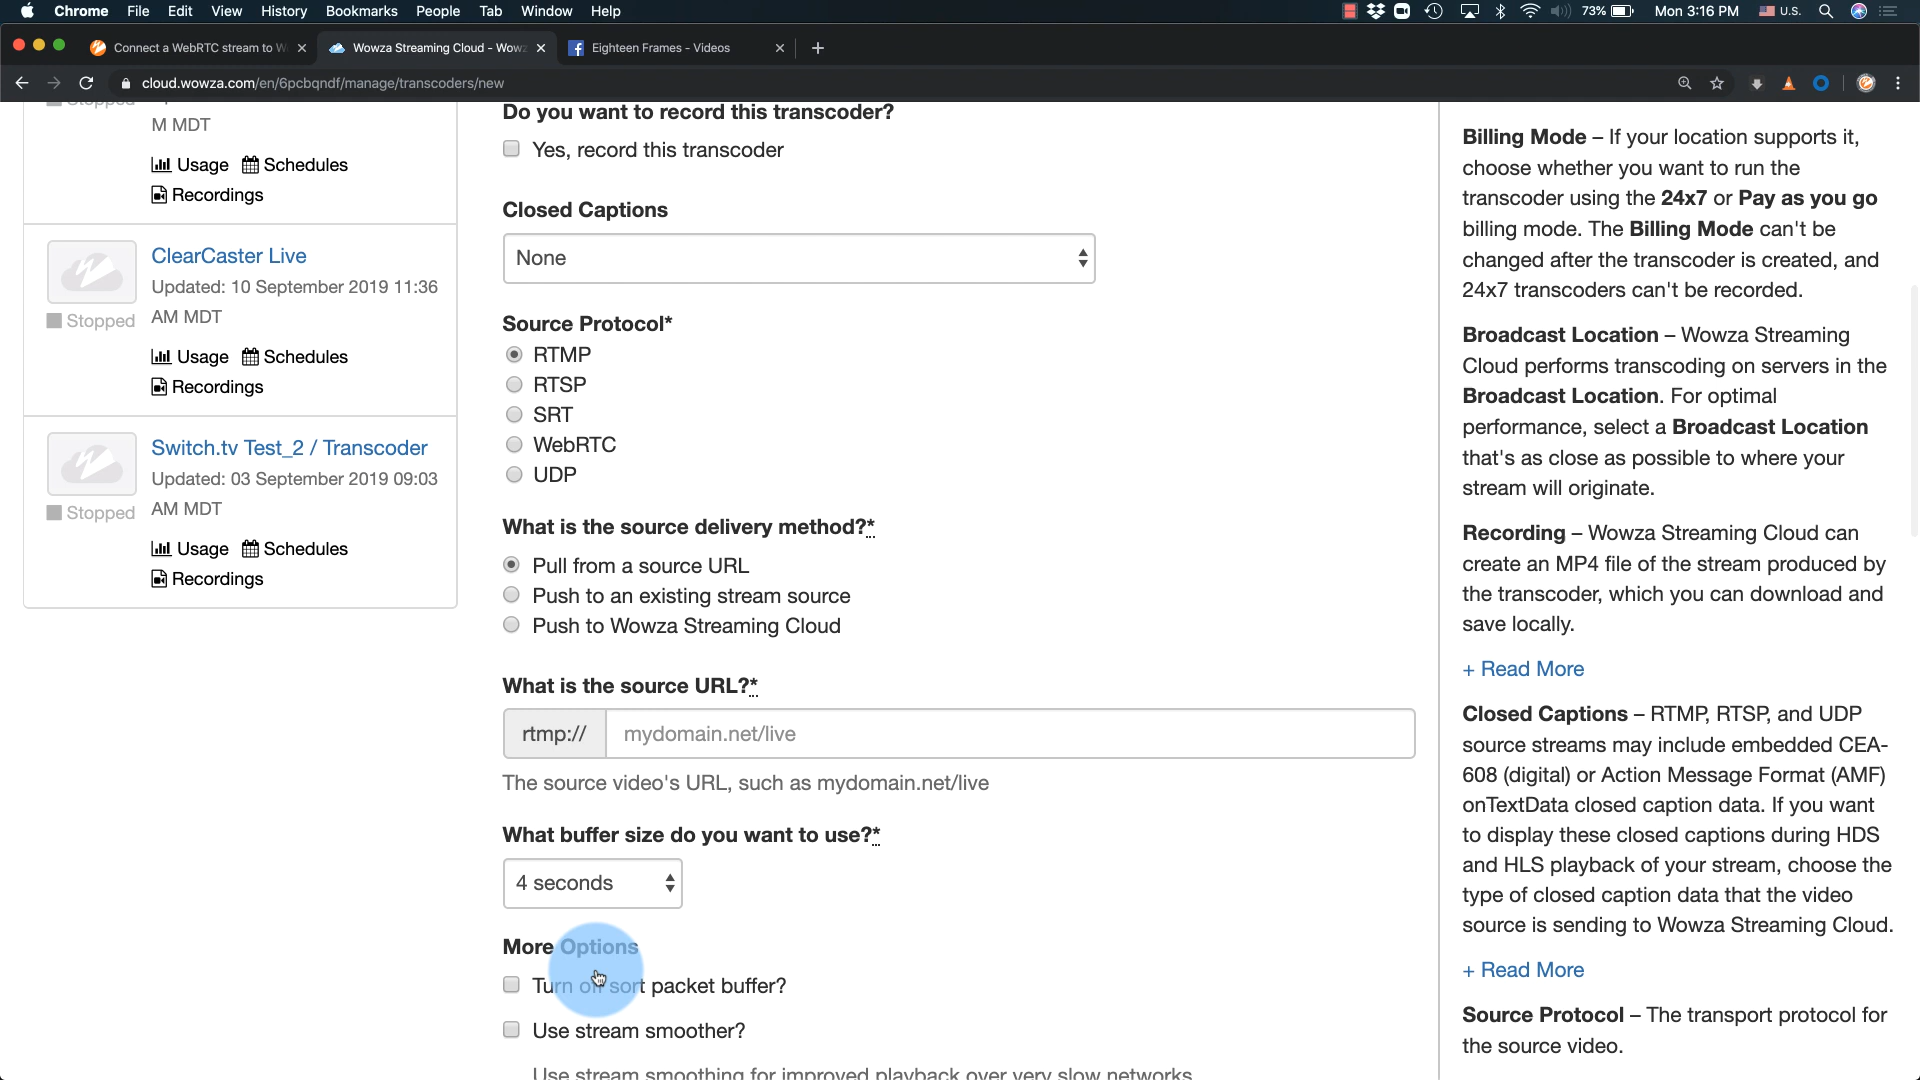 Chrome File Edit View History Bookmarks People Tab Window Help 73% Mon 3:16 PM U.S.
Connect a WebRTC stream to W Wowza Streaming Cloud - Wowz Eighteen Frames - Videos
cloud.wowza.com/en/6pcbqndf/manage/transcoders/new
Stopped
M MDT
Usage Schedules
Recordings
ClearCaster Live
Updated: 10 September 2019 11:36
Stopped AM MDT
Usage Schedules
Recordings
Switch.tv Test_2 / Transcoder
Updated: 03 September 2019 09:03
Stopped AM MDT
Usage Schedules
Recordings
Do you want to record this transcoder?
Yes, record this transcoder
Closed Captions
None
Source Protocol*
RTMP
RTSP
SRT
WebRTC
UDP
What is the source delivery method?*
Pull from a source URL
Push to an existing stream source
Push to Wowza Streaming Cloud
What is the source URL?*
rtmp:// mydomain.net/live
The source video's URL, such as mydomain.net/live
What buffer size do you want to use?*
4 seconds
More Options
Turn off sort packet buffer?
Use stream smoother?
Use stream smoothing for improved playback over very slow networks
Billing Mode – If your location supports it,
choose whether you want to run the
transcoder using the 24x7 or Pay as you go
billing mode. The Billing Mode can't be
changed after the transcoder is created, and
24x7 transcoders can't be recorded.
Broadcast Location – Wowza Streaming
Cloud performs transcoding on servers in the
Broadcast Location. For optimal
performance, select a Broadcast Location
that's as close as possible to where your
stream will originate.
Recording – Wowza Streaming Cloud can
create an MP4 file of the stream produced by
the transcoder, which you can download and
save locally.
+ Read More
Closed Captions – RTMP, RTSP, and UDP
source streams may include embedded CEA-
608 (digital) or Action Message Format (AMF)
onTextData closed caption data. If you want
to display these closed captions during HDS
and HLS playback of your stream, choose the
type of closed caption data that the video
source is sending to Wowza Streaming Cloud.
+ Read More
Source Protocol – The transport protocol for
the source video.